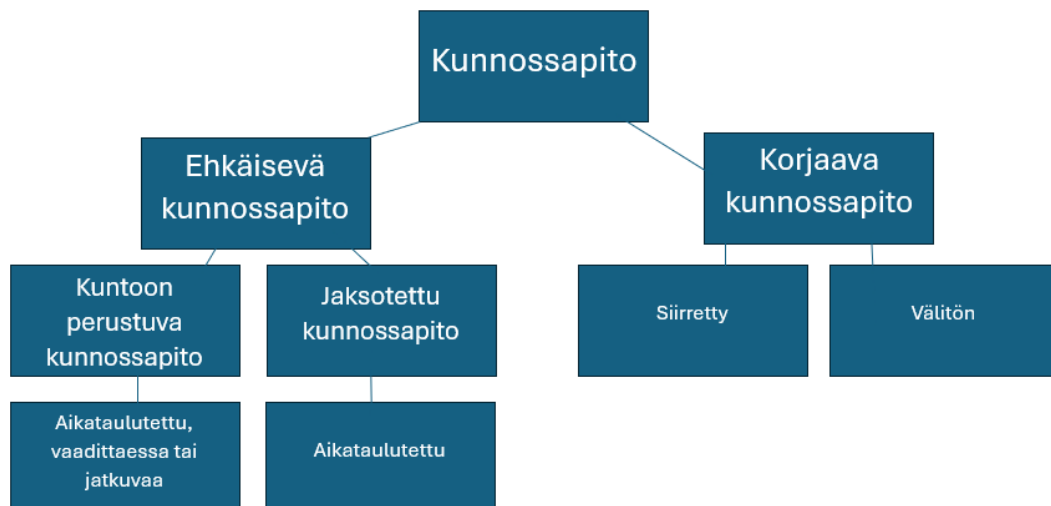 Kunnossapito
Ehkäisevä
kunnossapito
Korjaava
kunnossapito
Kuntoon
perustuva
kunnossapito
Jaksotettu
kunnossapito
Siirretty
Välitön
Aikataulutettu,
vaadittaessa tai
jatkuvaa
Aikataulutettu